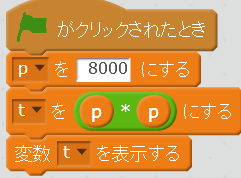 がクリックされたとき
p を 8000 にする
t を p * p にする
変数 t を表示する